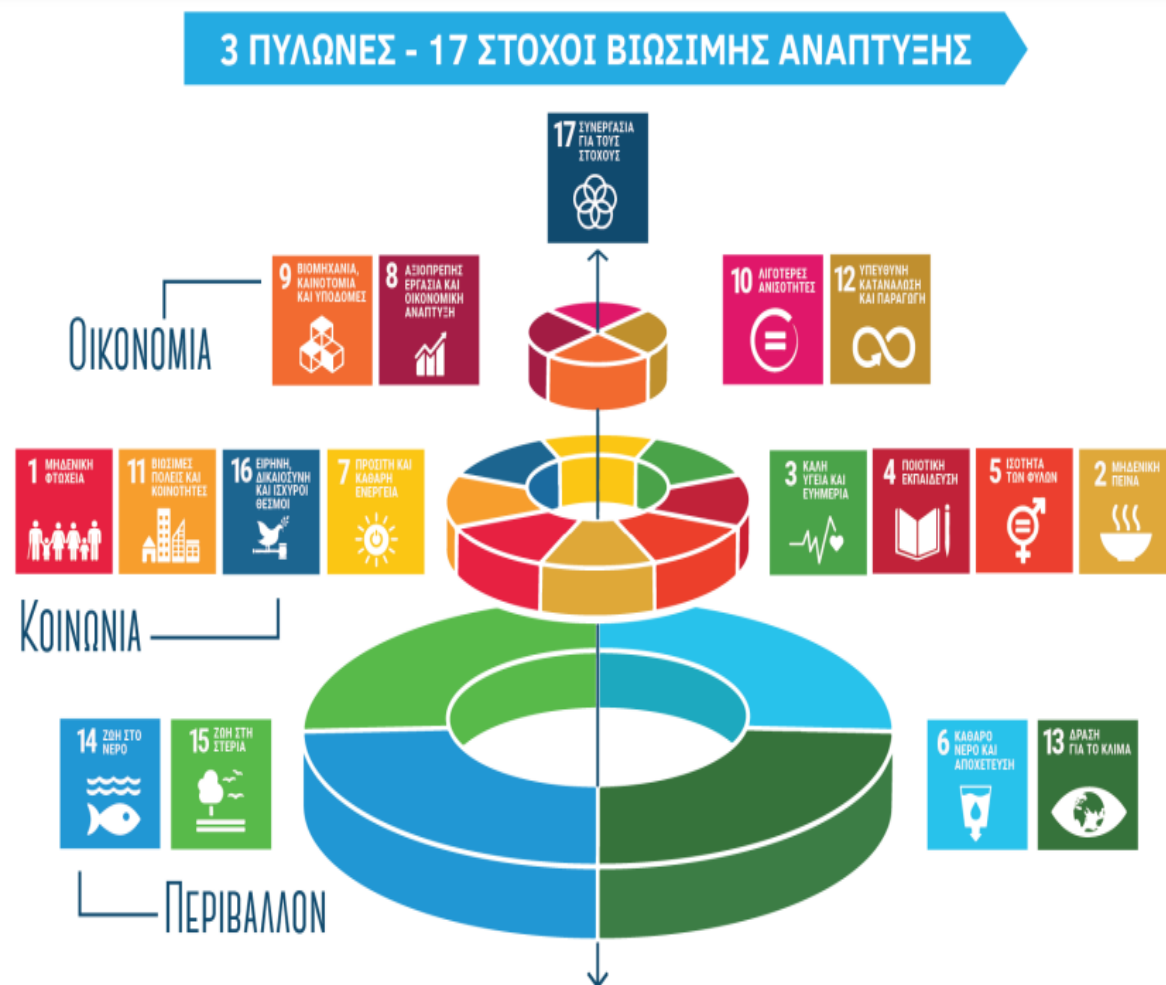 3 ΠΥΛΩΝΕΣ - 17 ΣΤΟΧΟΙ ΒΙΩΣΙΜΗΣ ΑΝΑΠΤΥΞΗΣ
17 ΣΥΝΕΡΓΑΣΙΑ
ΓΙΑ ΤΟΥΣ
ΣΤΟΧΟΥΣ
ΟΙΚΟΝΟΜΙΑ
9 ΒΙΟΜΗΧΑΝΙΑ,
ΚΑΙΝΟΤΟΜΙΑ
ΚΑΙ ΥΠΟΔΟΜΕΣ
8 ΑΞΙΟΠΡΕΠΗΣ
ΕΡΓΑΣΙΑ ΚΑΙ
ΟΙΚΟΝΟΜΙΚΗ
ΑΝΑΠΤΥΞΗ
10 ΛΙΓΟΤΕΡΕΣ
ΑΝΙΣΟΤΗΤΕΣ
12 ΥΠΕΥΘΥΝΗ
ΚΑΤΑΝΑΛΩΣΗ
ΚΑΙ ΠΑΡΑΓΩΓΗ
1 ΜΗΔΕΝΙΚΗ
ΦΤΩΧΕΙΑ
11 ΒΙΩΣΙΜΕΣ
ΠΟΛΕΙΣ ΚΑΙ
ΚΟΙΝΟΤΗΤΕΣ
16 ΕΙΡΗΝΗ,
ΔΙΚΑΙΟΣΥΝΗ
ΚΑΙ ΙΣΧΥΡΟΙ
ΘΕΣΜΟΙ
7 ΠΡΟΣΙΤΗ ΚΑΙ
ΚΑΘΑΡΗ
ΕΝΕΡΓΕΙΑ
3 ΚΑΛΗ
ΥΓΕΙΑ ΚΑΙ
ΕΥΗΜΕΡΙΑ
4 ΠΟΙΟΤΙΚΗ
ΕΚΠΑΙΔΕΥΣΗ
5 ΙΣΟΤΗΤΑ
ΤΩΝ ΦΥΛΩΝ
2 ΜΗΔΕΝΙΚΗ
ΠΕΙΝΑ
ΚΟΙΝΩΝΙΑ
14 ΖΩΗ ΣΤΟ
ΝΕΡΟ
15 ΖΩΗ ΣΤΗ
ΣΤΕΡΙΑ
6 ΚΑΘΑΡΟ
ΝΕΡΟ ΚΑΙ
ΑΠΟΧΕΤΕΥΣΗ
13 ΔΡΑΣΗ
ΓΙΑ ΤΟ ΚΛΙΜΑ
ΠΕΡΙΒΑΛΛΟΝ